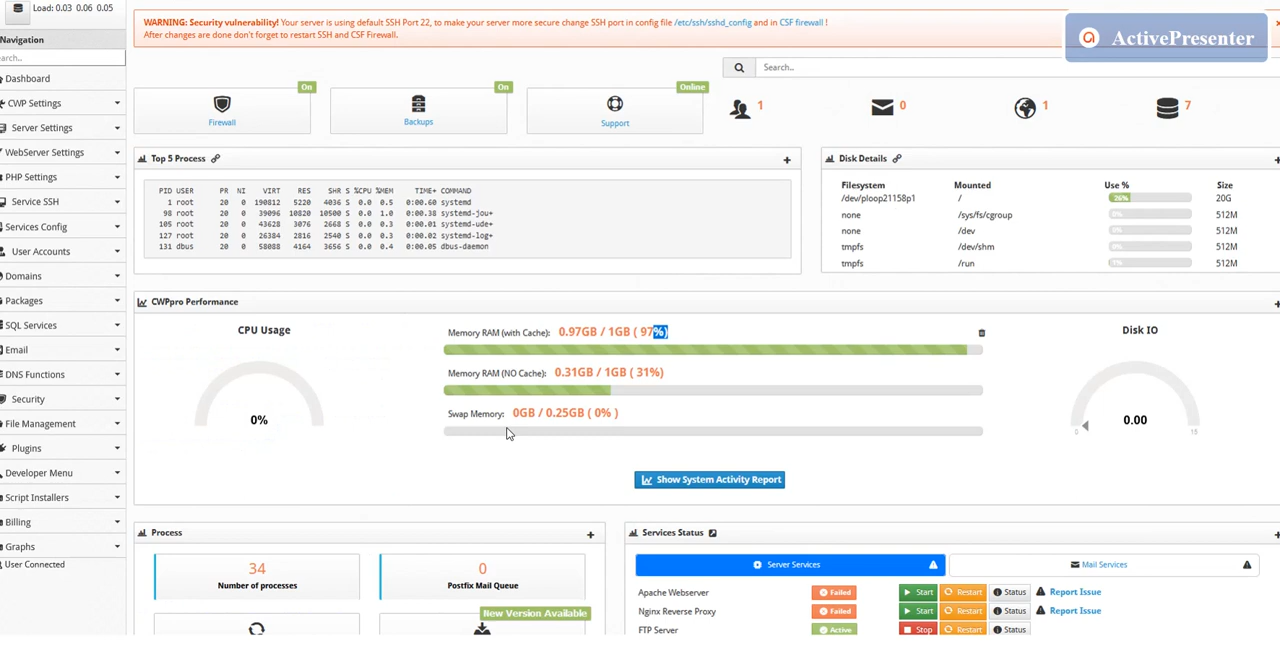 Load: 0.03 0.06 0.05
Navigation
earch..
Dashboard
CWP Settings
Server Settings
WebServer Settings
PHP Settings
Service SSH
Services Config
User Accounts
Domains
Packages
SQL Services
Email
DNS Functions
Security
File Management
Plugins
Developer Menu
Script Installers
Billing
Graphs
User Connected
WARNING: Security vulnerability! Your server is using default SSH Port 22, to make your server more secure change SSH port in config file /etc/ssh/sshd_config and in CSF firewall !
After changes are done don't forget to restart SSH and CSF Firewall.
ActivePresenter
Search..
On
Firewall
On
Backups
Online
Support
1
0
1
7
Top 5 Process
PID USER PR NI VIRT RES SHR S %CPU %MEM TIME+ COMMAND
1 root 20 0 190812 5220 4036 S 0.0 0.5 0:00.60 systemd
98 root 20 0 39096 10820 10500 S 0.0 1.0 0:00.38 systemd-jou+
105 root 20 0 43628 3076 2668 S 0.0 0.3 0:00.01 systemd-ude+
127 root 20 0 26384 2816 2540 S 0.0 0.3 0:00.02 systemd-log+
131 dbus 20 0 58088 4164 3656 S 0.0 0.4 0:00.05 dbus-daemon
Disk Details
Filesystem Mounted Use % Size
/dev/ploop21158p1 / 26% 20G
none /sys/fs/cgroup 0% 512M
none /dev 0% 512M
tmpfs /dev/shm 0% 512M
tmpfs /run 512M
CWPpro Performance
CPU Usage
0%
Memory RAM (with Cache): 0.97GB / 1GB ( 97%)
Memory RAM (NO Cache): 0.31GB / 1GB ( 31%)
Swap Memory: 0GB / 0.25GB ( 0% )
Disk IO
0.00
0 15
Show System Activity Report
Process
34
Number of processes
0
Postfix Mail Queue
New Version Available
Services Status
Server Services
Mail Services
Apache Webserver Failed Start Restart Status Report Issue
Nginx Reverse Proxy Failed Start Restart Status Report Issue
FTP Server Active Stop Restart Status